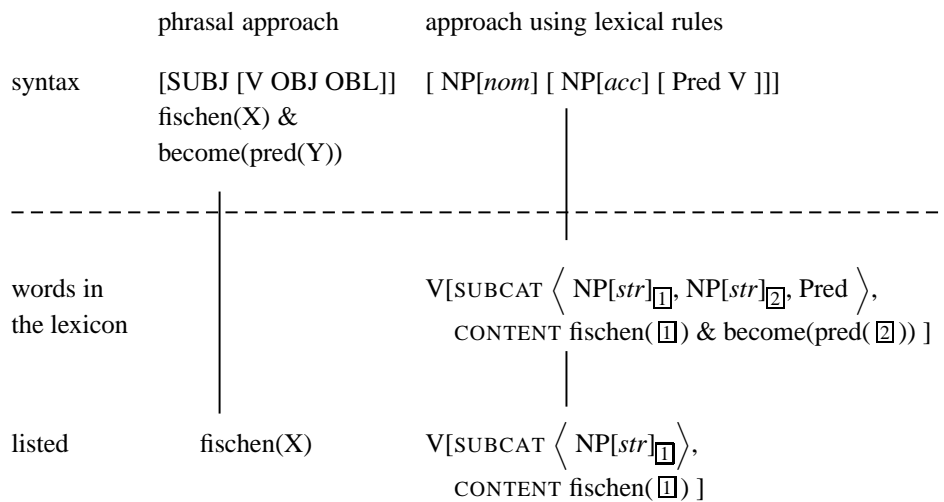 phrasal approach approach using lexical rules
syntax [SUBJ [V OBJ OBL]] [ NP[nom] [ NP[acc] [ Pred V ]]]
fischen(X) &
become(pred(Y))
words in V[SUBCAT ⟨ NP[str]1, NP[str]2, Pred ⟩,
the lexicon CONTENT fischen( 1 ) & become(pred( 2 )) ]
listed fischen(X) V[SUBCAT ⟨ NP[str]1 ⟩,
CONTENT fischen( 1 ) ]